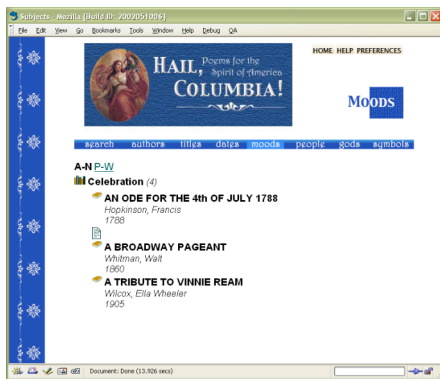 Subjects - Mozilla {Build ID: 2002051006}
File Edit View Go Bookmarks Tools Window Help Debug QA
HAIL, Poems for the
Spirit of America
COLUMBIA!
HOME HELP PREFERENCES
MOODS
search authors titles dates moods people gods symbols
A-N P-W
Celebration (4)
AN ODE FOR THE 4th OF JULY 1788
Hopkinson, Francis
1788
A BROADWAY PAGEANT
Whitman, Walt
1860
A TRIBUTE TO VINNIE REAM
Wilcox, Ella Wheeler
1905
Document: Done (13.926 secs)